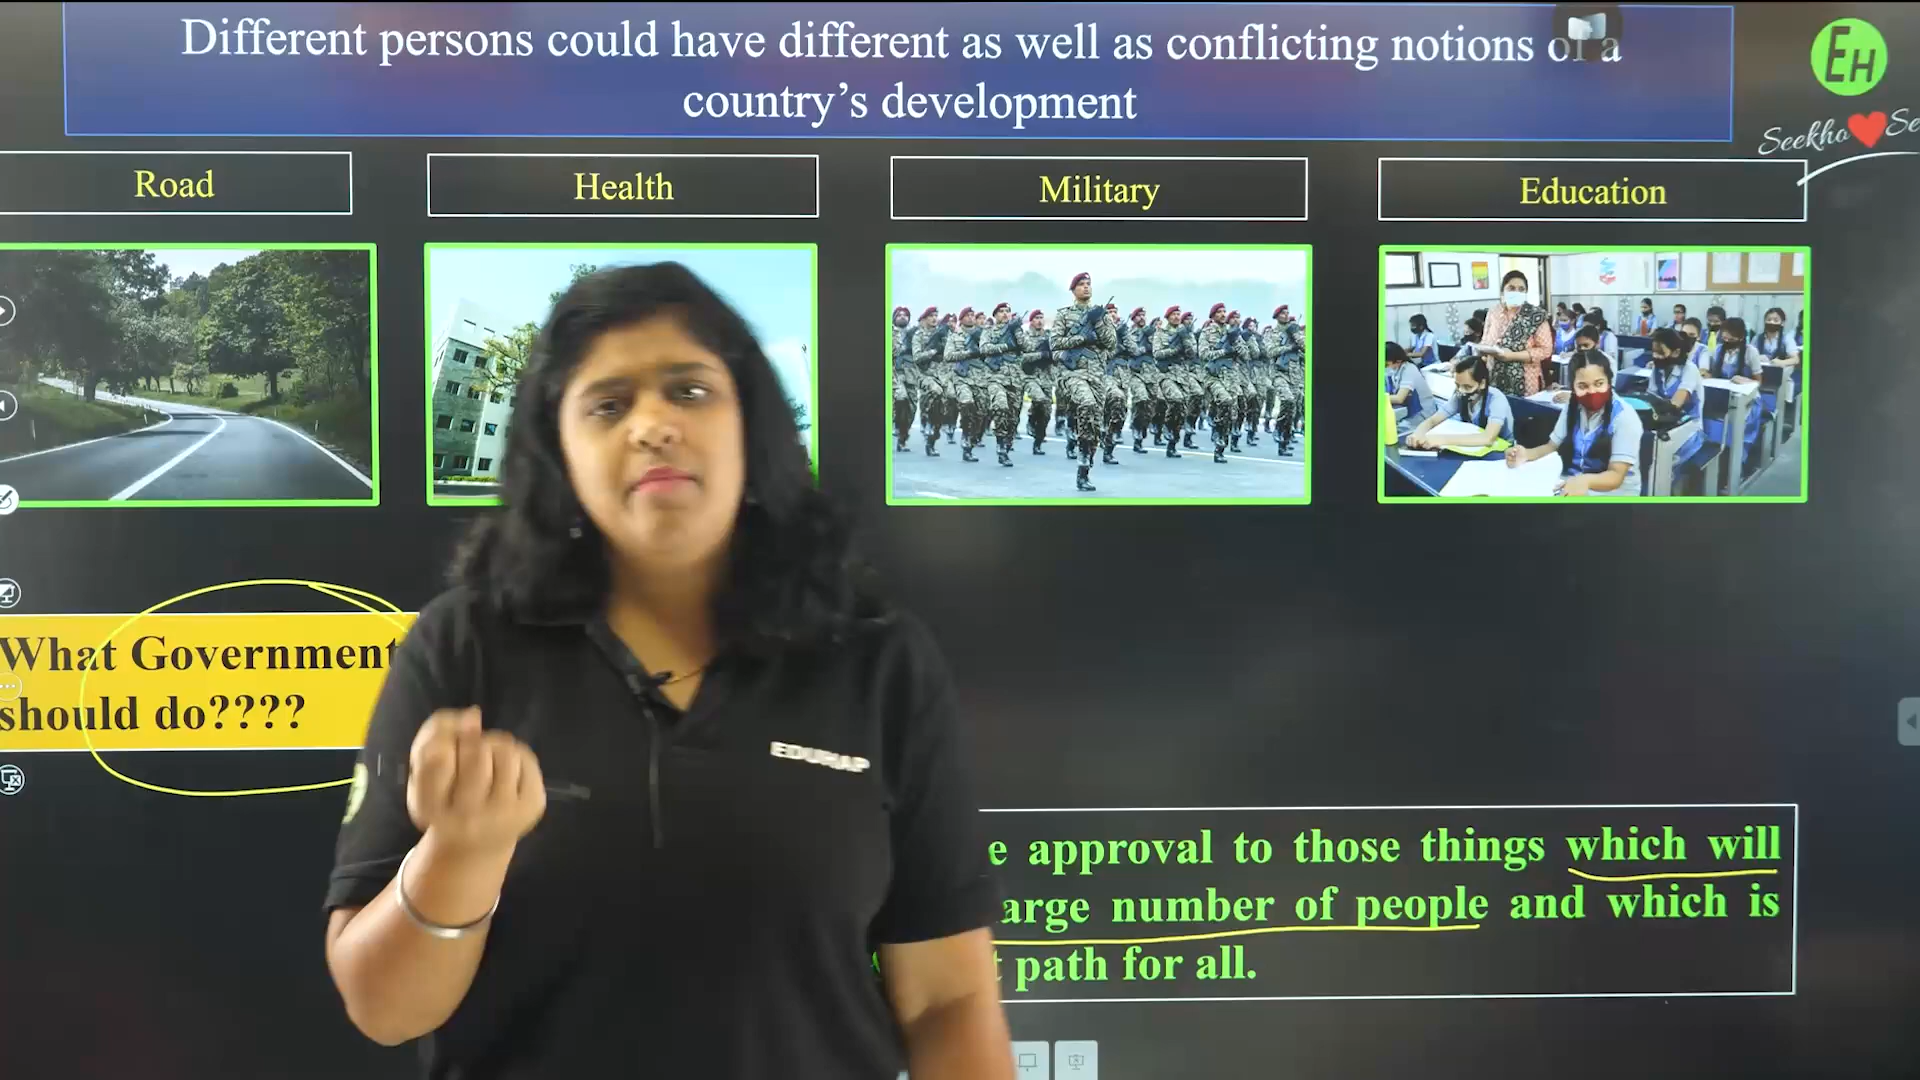 Different persons could have different as well as conflicting notions of a
country's development
EH
Seekho
Road
Health
Military
Education
What Government
should do????
EDUHAP
e approval to those things which will
arge number of people and which is
t path for all.